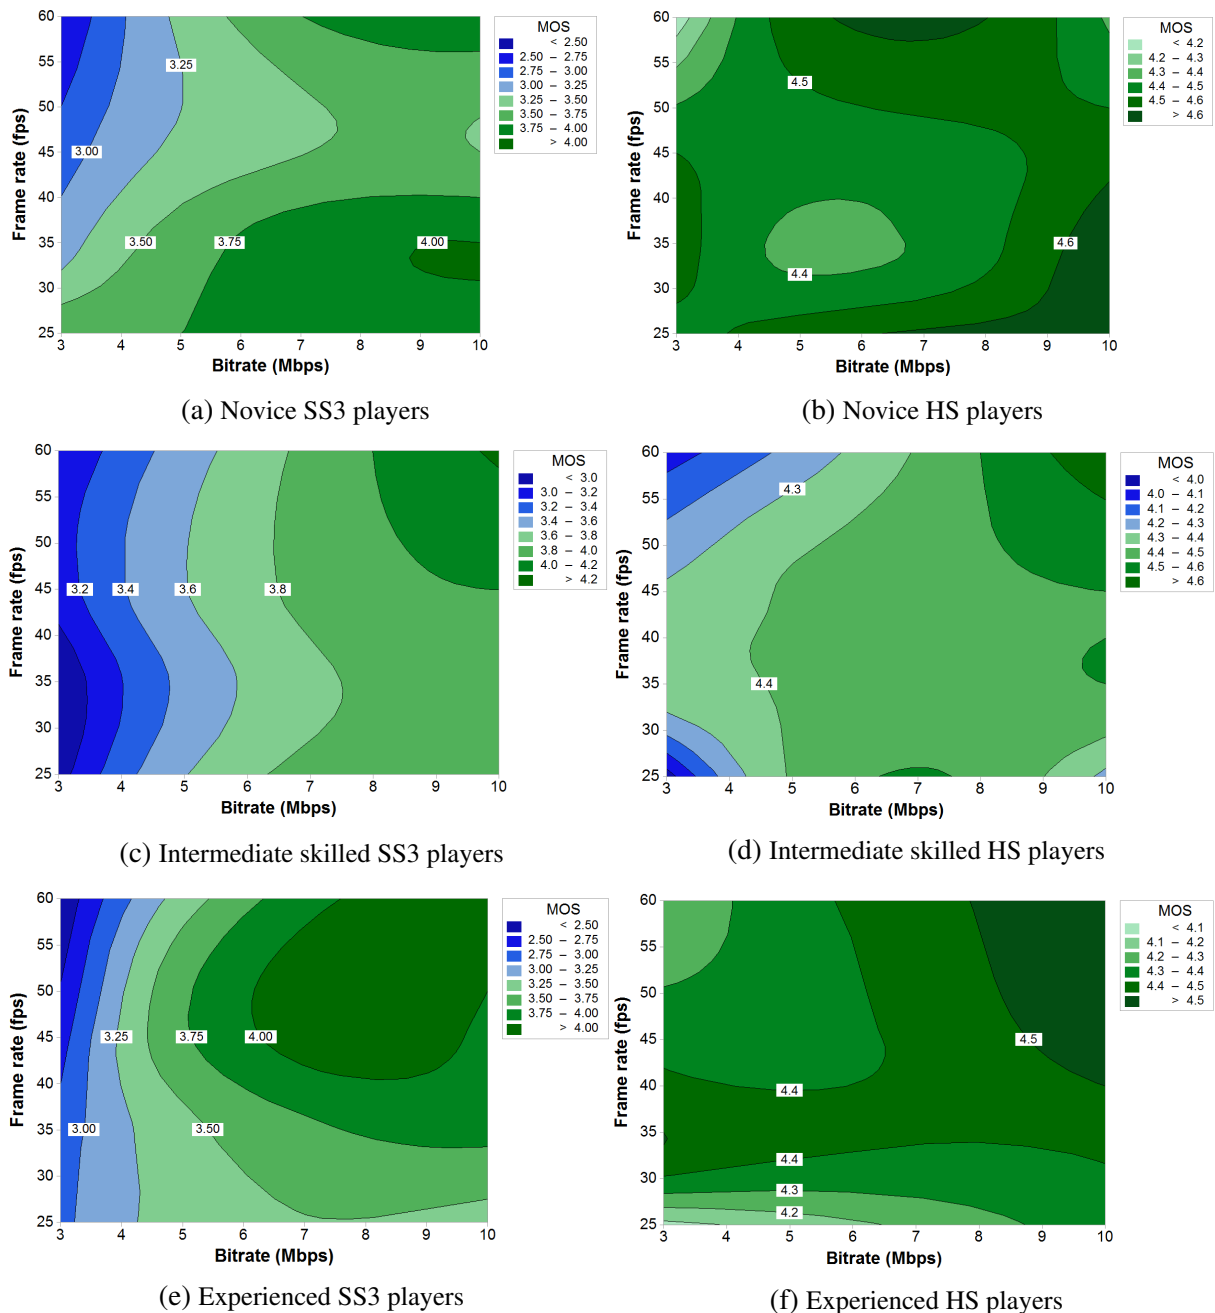 MOS
< 2.50
2.50 – 2.75
2.75 – 3.00
3.00 – 3.25
3.25 – 3.50
3.50 – 3.75
3.75 – 4.00
> 4.00
Frame rate (fps)
60
55
50
45
40
35
30
25
3.25
3.00
3.50
3.75
4.00
3 4 5 6 7 8 9 10
Bitrate (Mbps)
(a) Novice SS3 players
MOS
< 4.2
4.2 – 4.3
4.3 – 4.4
4.4 – 4.5
4.5 – 4.6
> 4.6
Frame rate (fps)
60
55
50
45
40
35
30
25
4.5
4.6
4.4
3 4 5 6 7 8 9 10
Bitrate (Mbps)
(b) Novice HS players
MOS
< 3.0
3.0 – 3.2
3.2 – 3.4
3.4 – 3.6
3.6 – 3.8
3.8 – 4.0
4.0 – 4.2
> 4.2
Frame rate (fps)
60
55
50
45
40
35
30
25
3.2 3.4 3.6 3.8
3 4 5 6 7 8 9 10
Bitrate (Mbps)
(c) Intermediate skilled SS3 players
MOS
< 4.0
4.0 – 4.1
4.1 – 4.2
4.2 – 4.3
4.3 – 4.4
4.4 – 4.5
4.5 – 4.6
> 4.6
Frame rate (fps)
60
55
50
45
40
35
30
25
4.3
4.4
3 4 5 6 7 8 9 10
Bitrate (Mbps)
(d) Intermediate skilled HS players
MOS
< 2.50
2.50 – 2.75
2.75 – 3.00
3.00 – 3.25
3.25 – 3.50
3.50 – 3.75
3.75 – 4.00
> 4.00
Frame rate (fps)
60
55
50
45
40
35
30
25
3.25 3.75 4.00
3.00 3.50
3 4 5 6 7 8 9 10
Bitrate (Mbps)
(e) Experienced SS3 players
MOS
< 4.1
4.1 – 4.2
4.2 – 4.3
4.3 – 4.4
4.4 – 4.5
> 4.5
Frame rate (fps)
60
55
50
45
40
35
30
25
4.5
4.4
4.4
4.3
4.2
3 4 5 6 7 8 9 10
Bitrate (Mbps)
(f) Experienced HS players